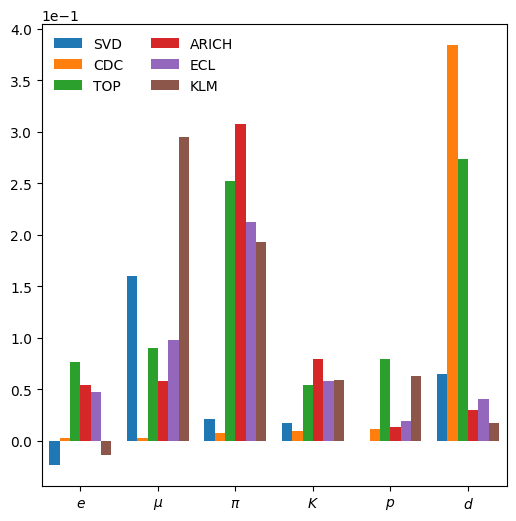 1e−1
4.0
3.5
3.0
2.5
2.0
1.5
1.0
0.5
0.0
SVD ARICH
CDC ECL
TOP KLM
e μ π K p d